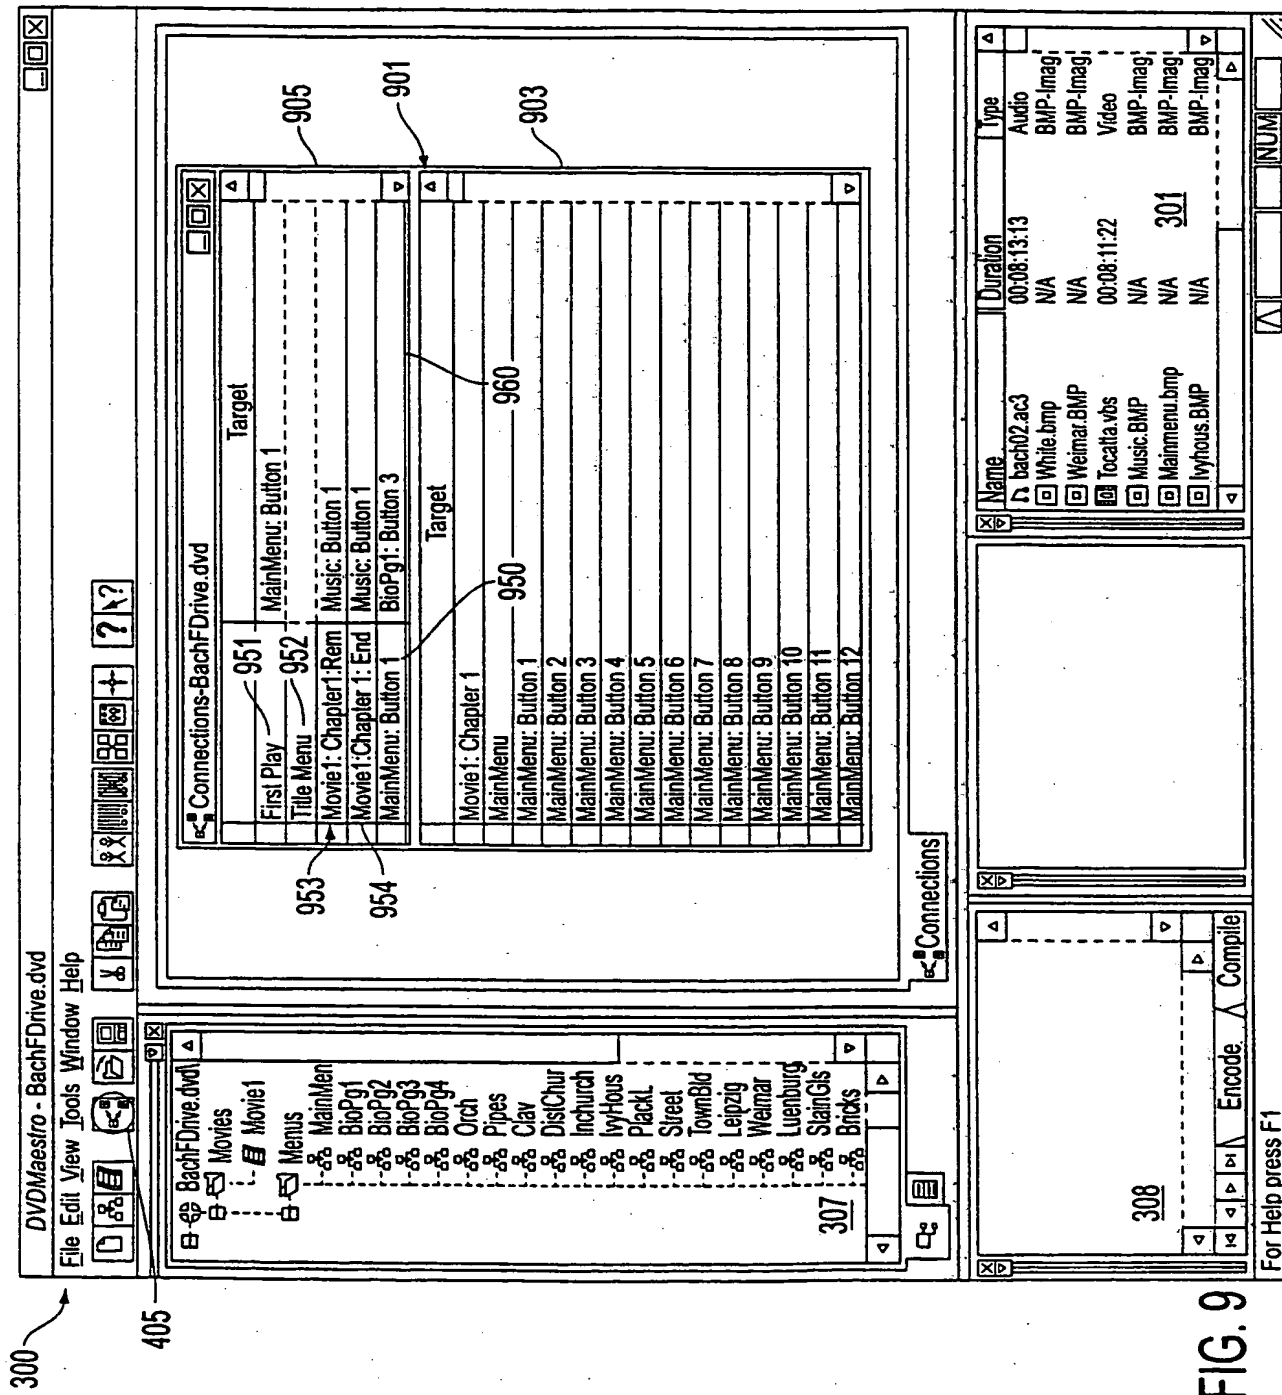 300
DVDMaestro - BachFDrive.dvd
File Edit View Tools Window Help
405
BachFDrive.dvd\
Movies
Movie1
Menus
MainMen
BioPg1
BioPg2
BioPg3
BioPg4
Orch
Pipes
Clav
DistChur
Inchurch
IvyHous
PlackL
Street
TownBld
Leipzig
Weimar
Luenburg
StainGls
Bricks
307
Connections-BachFDrive.dvd
Target
First Play
951
MainMenu: Button 1
Title Menu
952
Movie1: Chapter1:Rem
Music: Button 1
Movie1:Chapter 1: End
Music: Button 1
MainMenu: Button 1
BioPg1: Button 3
953
954
905
901
903
960
950
Target
Movie1: Chapter 1
MainMenu
MainMenu: Button 1
MainMenu: Button 2
MainMenu: Button 3
MainMenu: Button 4
MainMenu: Button 5
MainMenu: Button 6
MainMenu: Button 7
MainMenu: Button 8
MainMenu: Button 9
MainMenu: Button 10
MainMenu: Button 11
MainMenu: Button 12
Connections
308
Encode Compile
Name Duration Type
bach02.ac3 00:08:13:13 Audio
White.bmp N/A BMP-Imag
Weimar.BMP N/A BMP-Imag
Tocatta.vbs 00:08:11:22 Video
Music.BMP N/A BMP-Imag
Mainmenu.bmp N/A BMP-Imag
Ivyhous.BMP N/A BMP-Imag
301
For Help press F1
NUM
FIG. 9